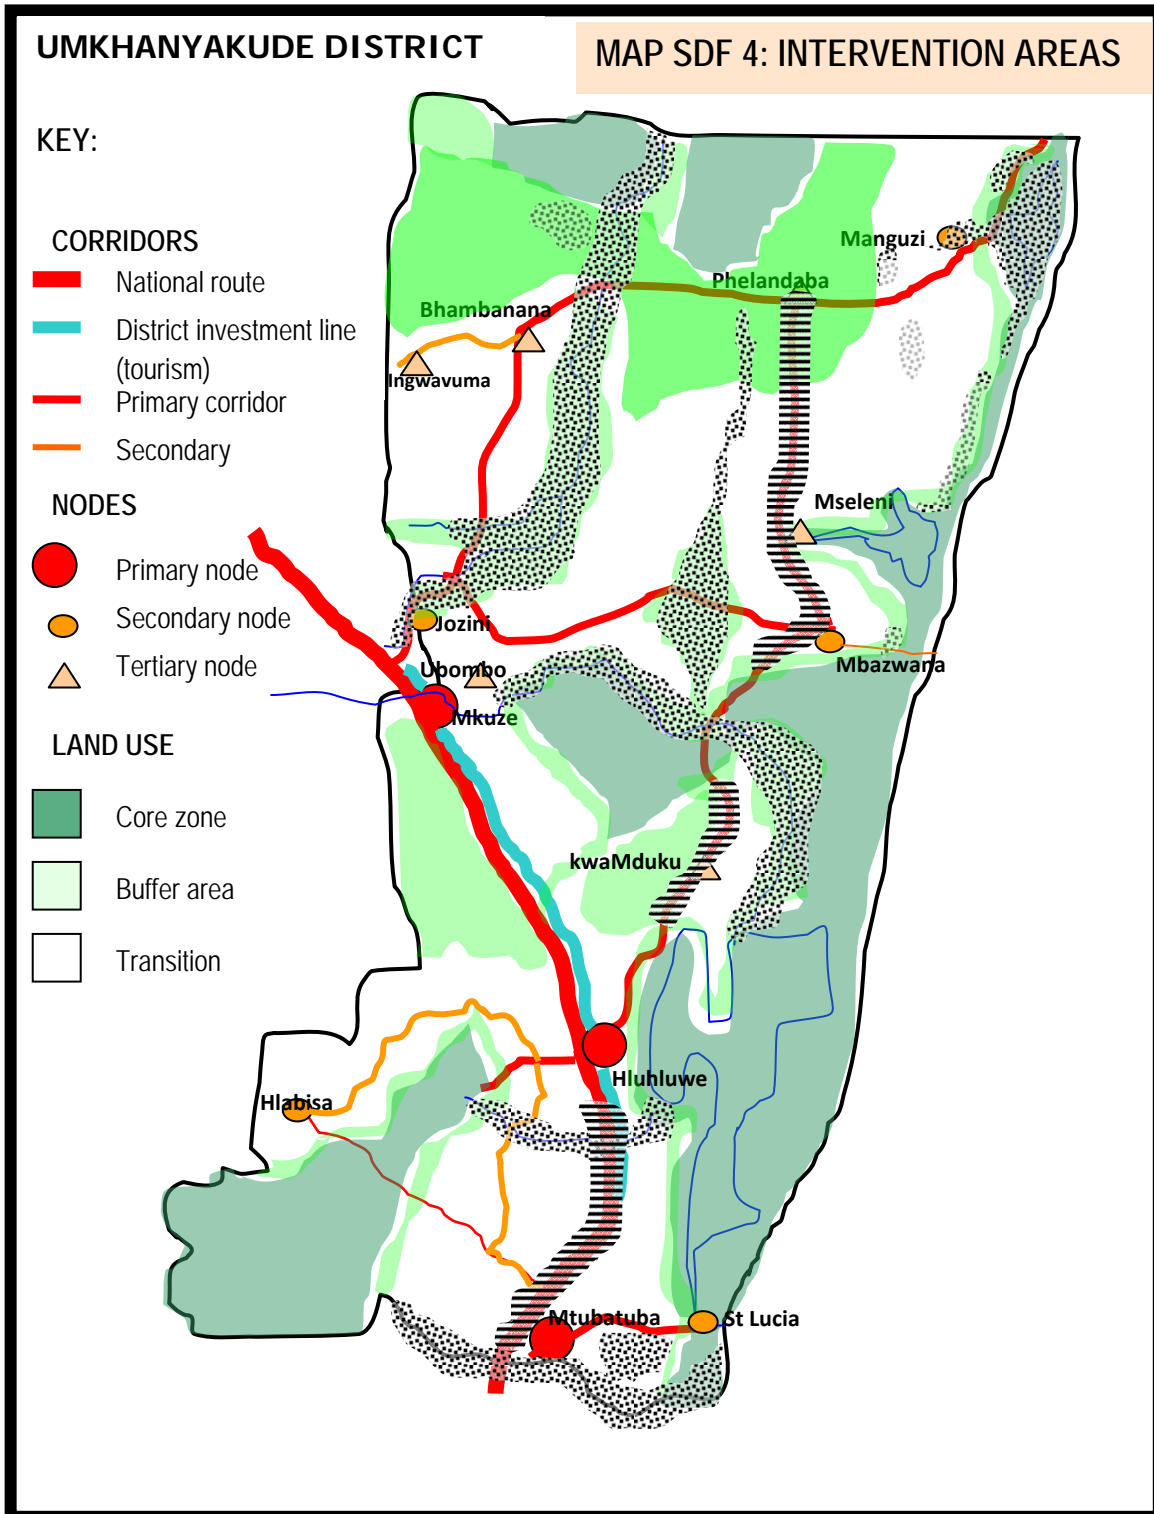 UMKHANYAKUDE DISTRICT
MAP SDF 4: INTERVENTION AREAS
KEY:
CORRIDORS
National route
District investment line
(tourism)
Primary corridor
Secondary
NODES
Primary node
Secondary node
Tertiary node
LAND USE
Core zone
Buffer area
Transition
Manguzi
Phelandaba
Bhambanana
Ingwavuma
Mseleni
Jozini
Ubombo
Mbazwana
Mkuze
kwaMduku
Hluhluwe
Hlabisa
Mtubatuba
St Lucia